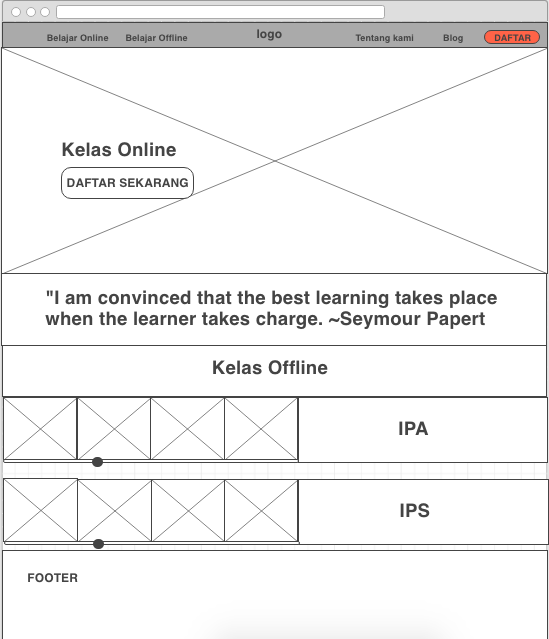 Belajar Online Belajar Offline logo Tentang kami Blog DAFTAR
Kelas Online
DAFTAR SEKARANG
"I am convinced that the best learning takes place
when the learner takes charge. ~Seymour Papert
Kelas Offline
IPA
IPS
FOOTER